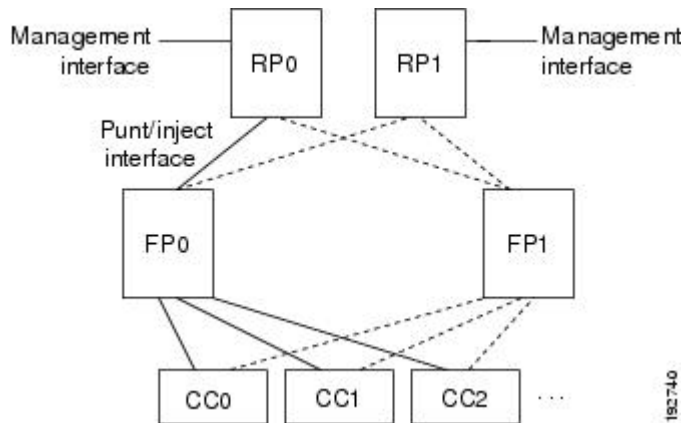 Management
interface
RP0
RP1
Management
interface
Punt/inject
interface
FP0
FP1
CC0
CC1
CC2
...
192740